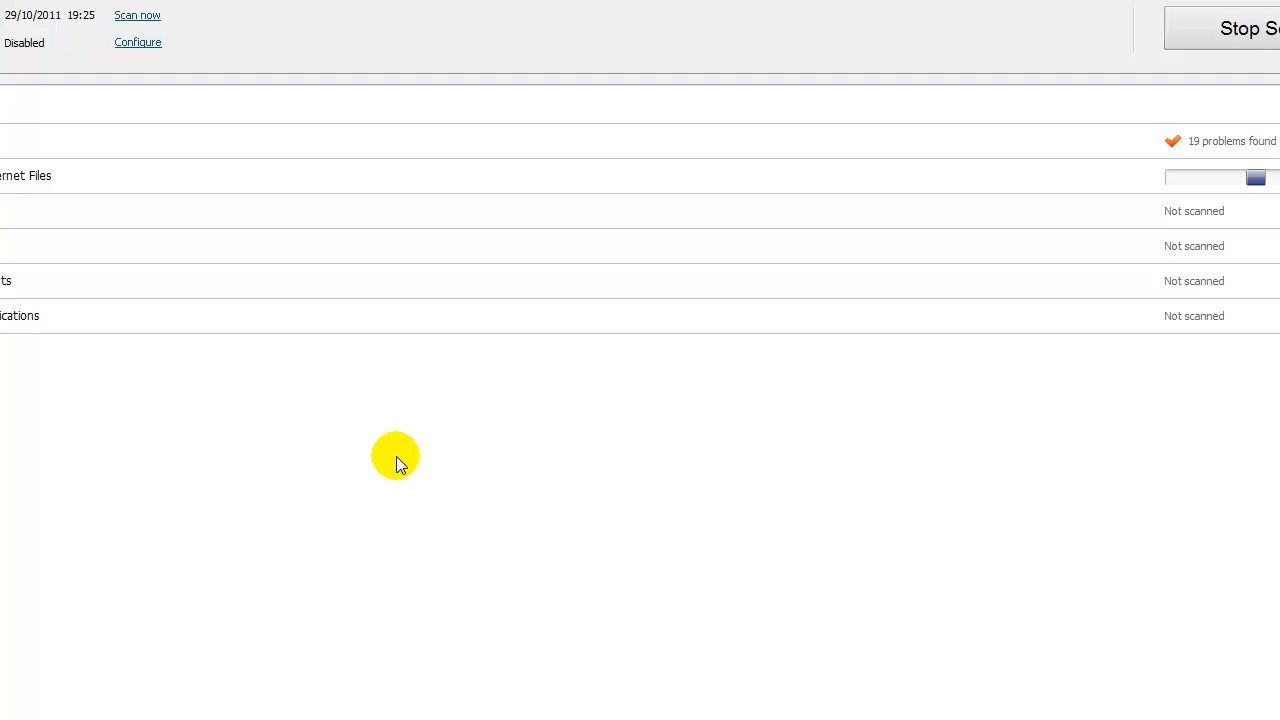 29/10/2011 19:25 Scan now
Disabled Configure
Stop
19 problems found
ernet Files
Not scanned
Not scanned
ts Not scanned
ications Not scanned